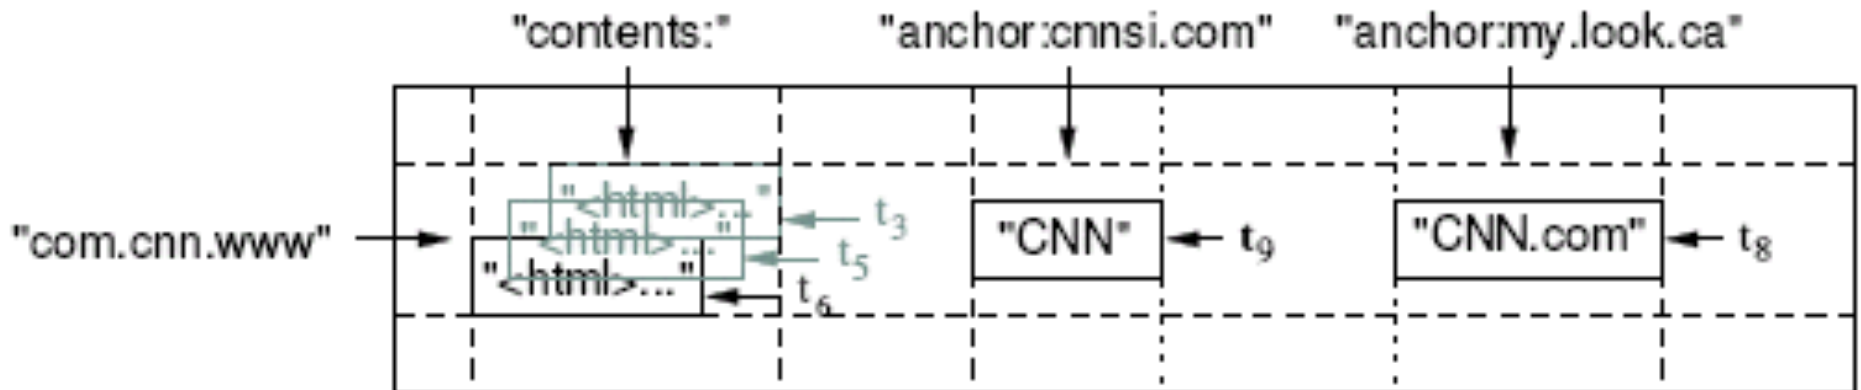 "contents:" "anchor:cnnsi.com" "anchor:my.look.ca"
"<html>..." t3
"com.cnn.www" "<html>..." t5 "CNN" t9 "CNN.com" t8
"<html>..." t6